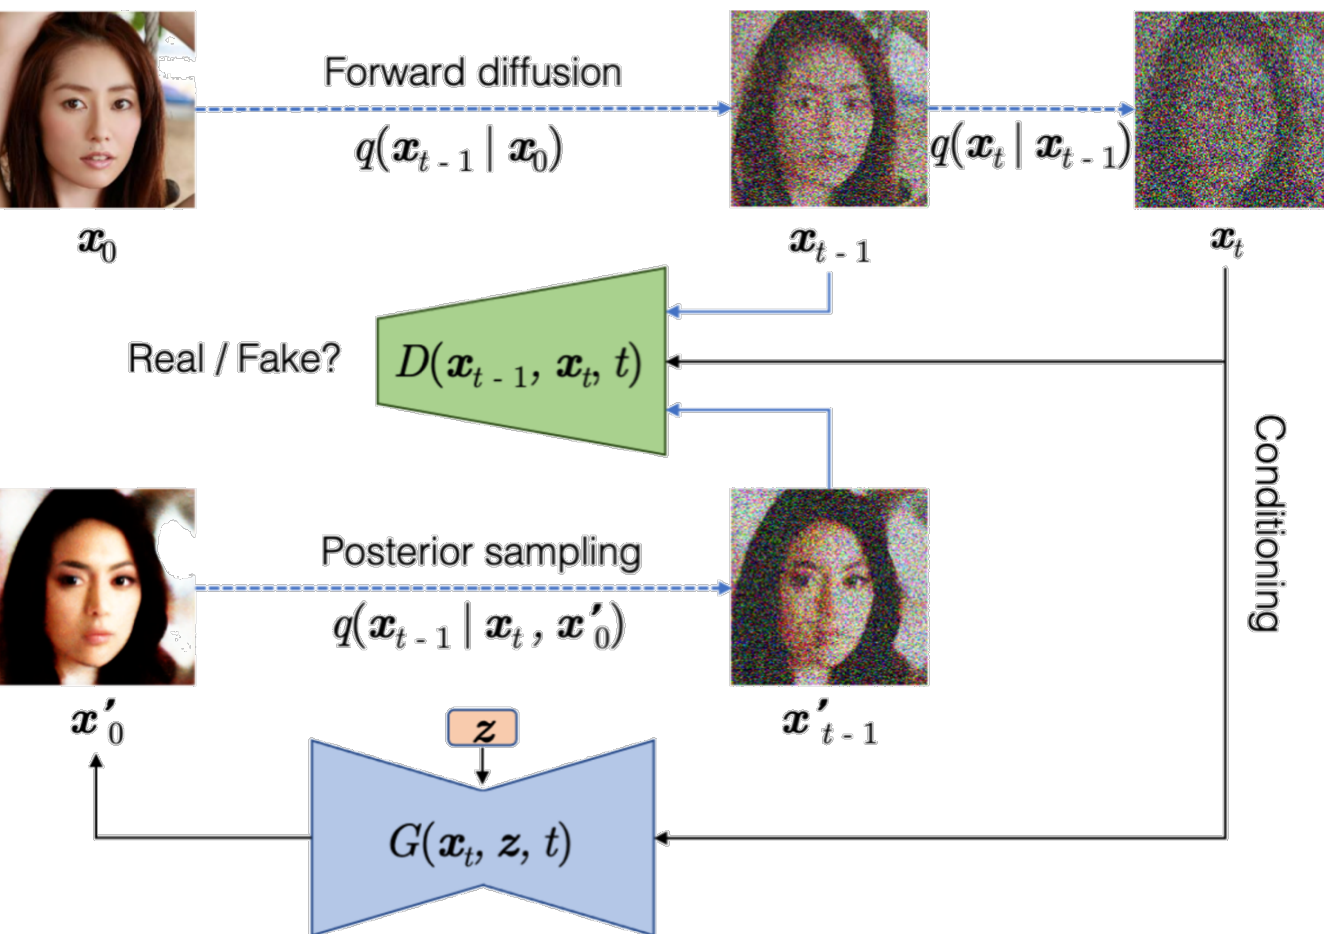 Forward diffusion
q(x_{t-1} | x_0)
q(x_t | x_{t-1})
x_0
x_{t-1}
x_t
Real / Fake?
D(x_{t-1}, x_t, t)
Conditioning
Posterior sampling
q(x_{t-1} | x_t, x'_0)
x'_0
z
x'_{t-1}
G(x_t, z, t)